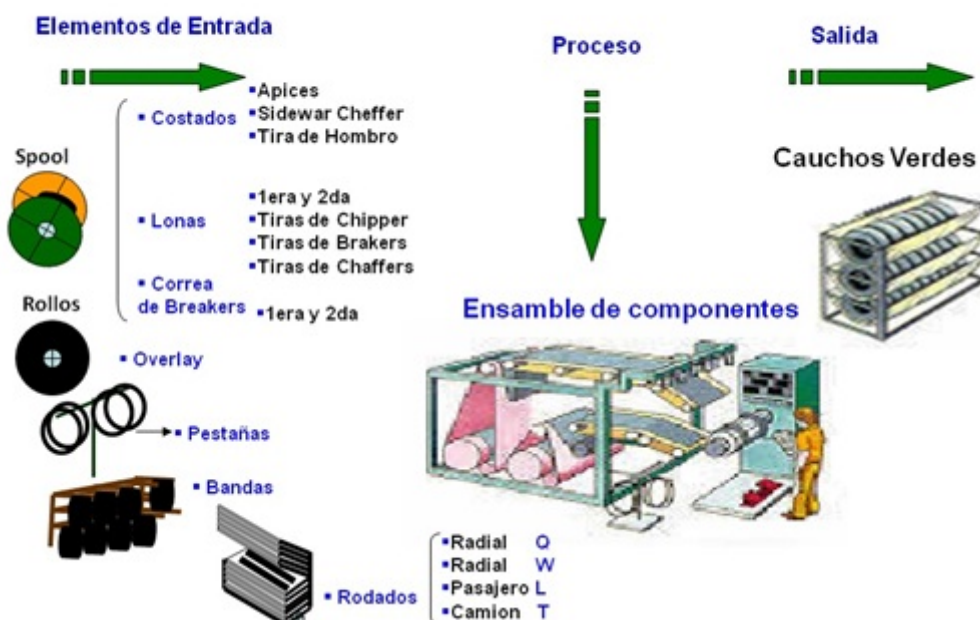 Elementos de Entrada
Proceso
Salida
Apices
Costados
Sidewar Cheffer
Tira de Hombro
Spool
Cauchos Verdes
1era y 2da
Lonas
Tiras de Chipper
Tiras de Brakers
Tiras de Chaffers
Correa
de Breakers
1era y 2da
Rollos
Ensamble de componentes
Overlay
Pestañas
Bandas
Rodados
Radial Q
Radial W
Pasajero L
Camion T